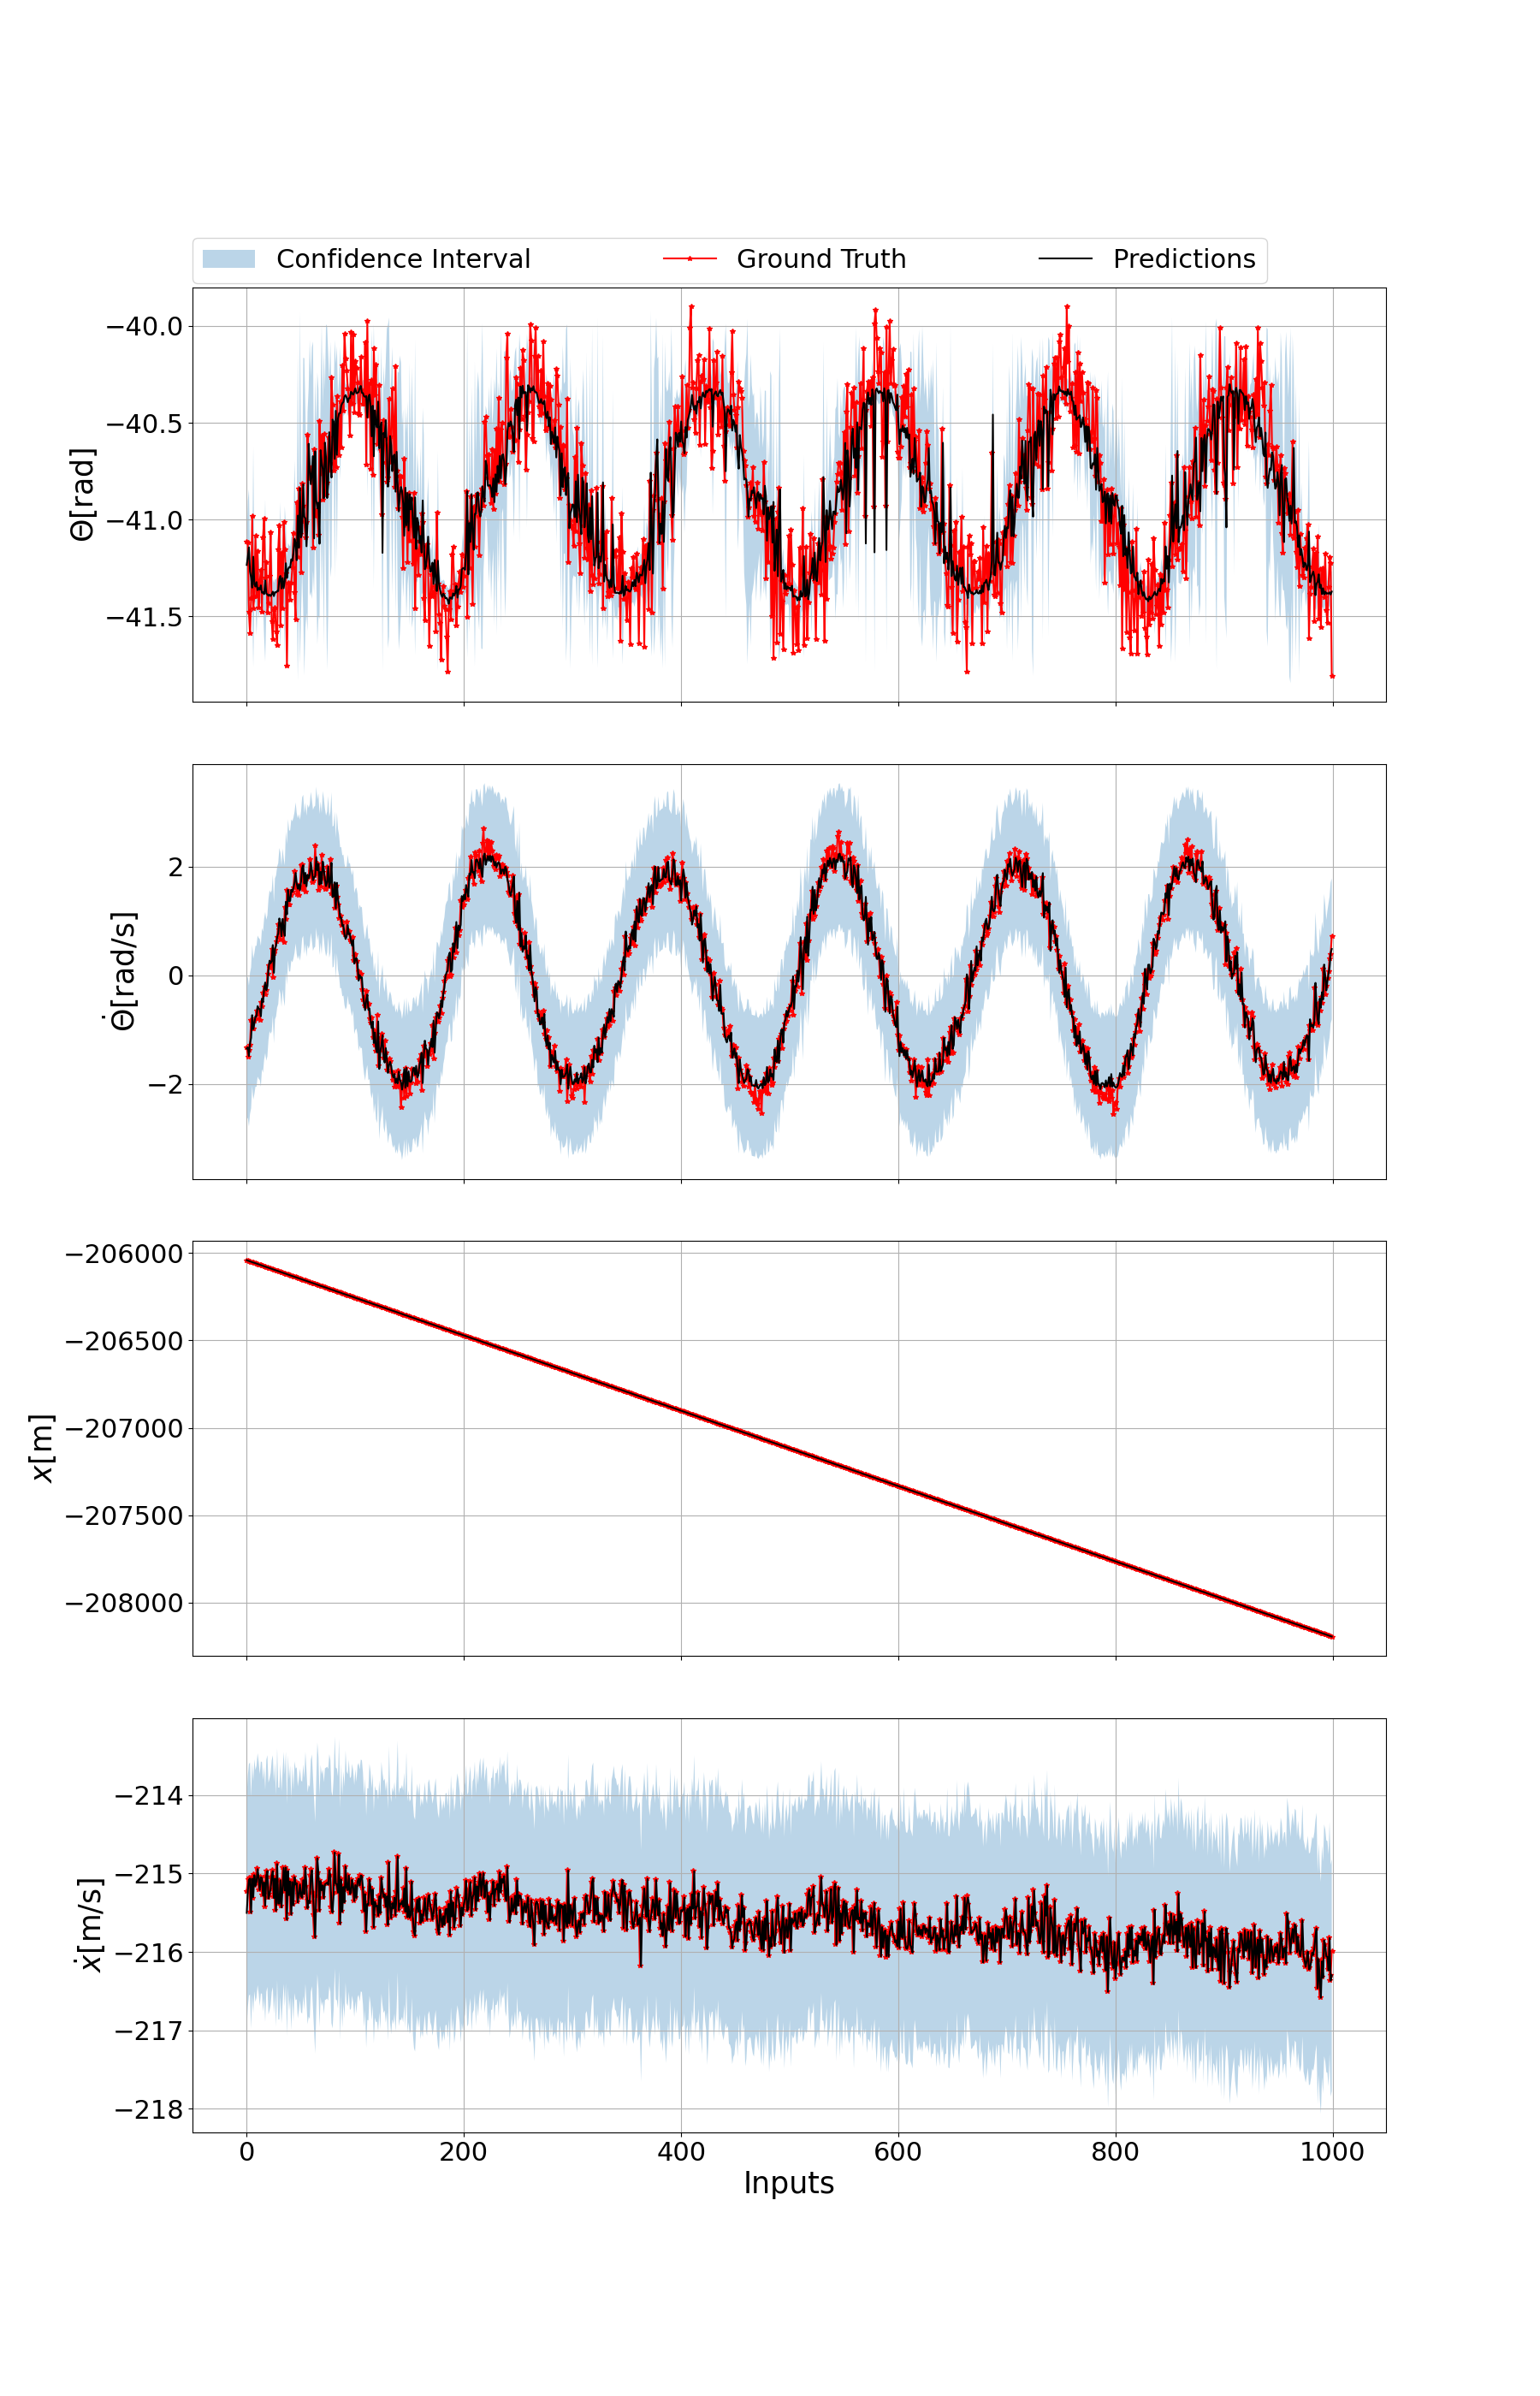 Confidence Interval Ground Truth Predictions
−40.0
−40.5
−41.0
−41.5
Θ[rad]
2
0
−2
Θ̇[rad/s]
−206000
−206500
−207000
−207500
−208000
x[m]
−214
−215
−216
−217
−218
ẋ[m/s]
0 200 400 600 800 1000
Inputs